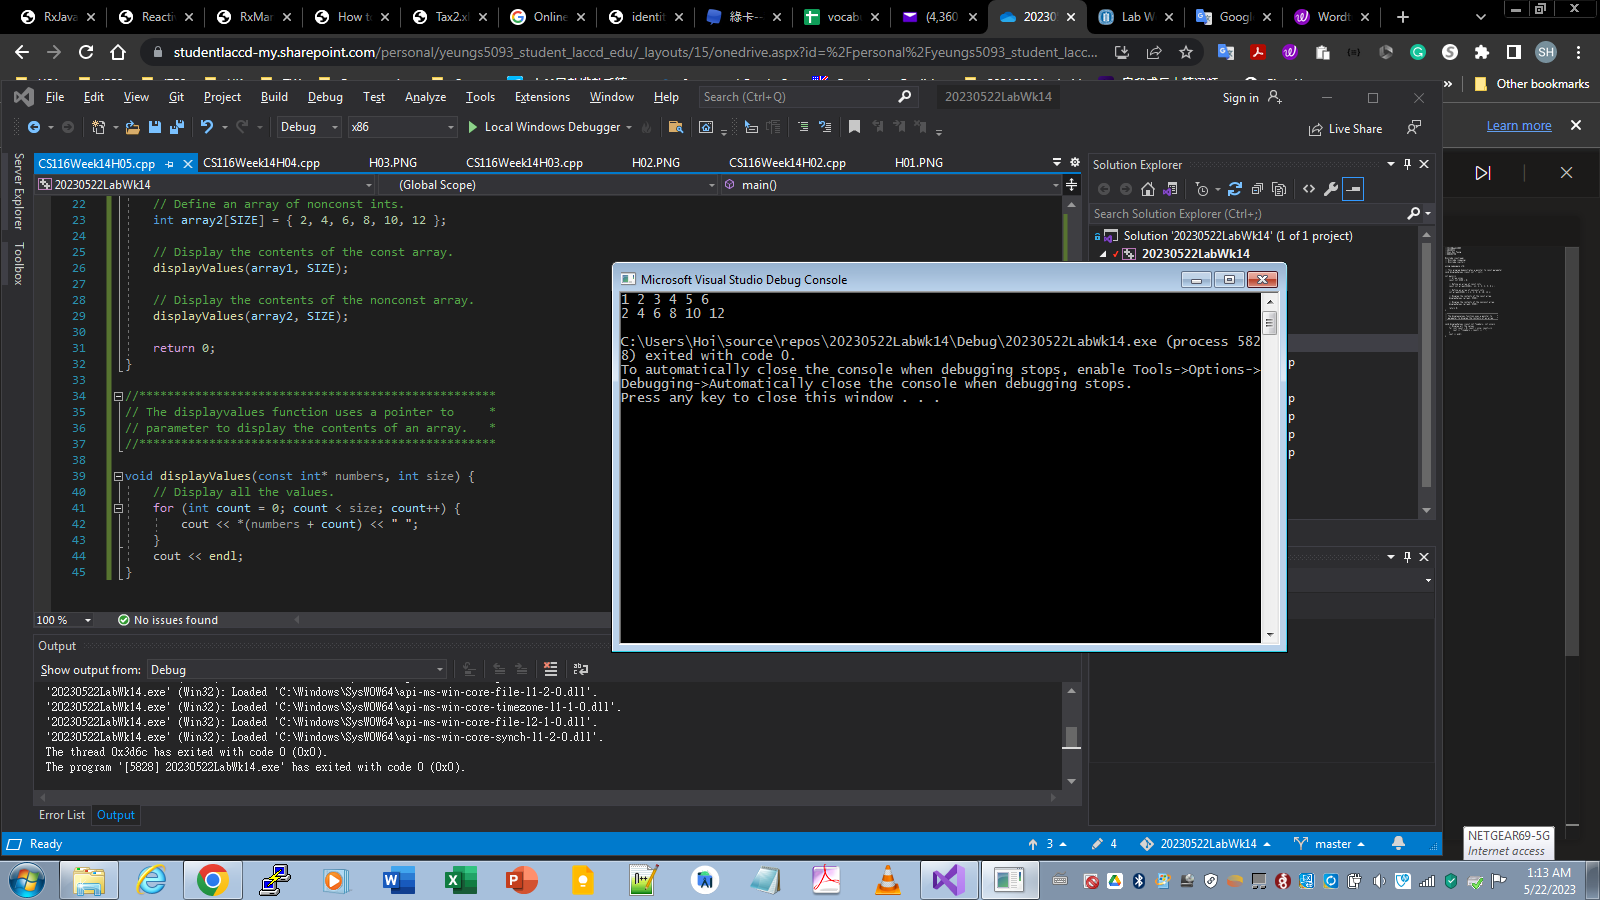 RxJava
Reactiv
RxMar
How to
Tax2.xl
Online
identit
綠卡--
vocabu
(4,360
20230
Lab W
Googl
Wordt
studentlaccd-my.sharepoint.com/personal/yeungs5093_student_laccd_edu/_layouts/15/onedrive.aspx?id=%2Fpersonal%2Fyeungs5093_student_laccd...
SH
Other bookmarks
File Edit View Git Project Build Debug Test Analyze Tools Extensions Window Help
Search (Ctrl+Q)
20230522LabWk14
Sign in
Learn more
Debug
x86
Local Windows Debugger
Live Share
Server Explorer
Toolbox
CS116Week14H05.cpp
CS116Week14H04.cpp
H03.PNG
CS116Week14H03.cpp
H02.PNG
CS116Week14H02.cpp
H01.PNG
20230522LabWk14
(Global Scope)
main()
22 // Define an array of nonconst ints.
23 int array2[SIZE] = { 2, 4, 6, 8, 10, 12 };
24
25 // Display the contents of the const array.
26 displayValues(array1, SIZE);
27
28 // Display the contents of the nonconst array.
29 displayValues(array2, SIZE);
30
31 return 0;
32 }
33
34 //***************************************************
35 // The displayvalues function uses a pointer to *
36 // parameter to display the contents of an array. *
37 //***************************************************
38
39 void displayValues(const int* numbers, int size) {
40 // Display all the values.
41 for (int count = 0; count < size; count++) {
42 cout << *(numbers + count) << " ";
43 }
44 cout << endl;
45 }
100 %
No issues found
Microsoft Visual Studio Debug Console
1 2 3 4 5 6
2 4 6 8 10 12
C:\Users\Hoi\source\repos\20230522LabWk14\Debug\20230522LabWk14.exe (process 582
8) exited with code 0.
To automatically close the console when debugging stops, enable Tools->Options->
Debugging->Automatically close the console when debugging stops.
Press any key to close this window . . .
Solution Explorer
Search Solution Explorer (Ctrl+;)
Solution '20230522LabWk14' (1 of 1 project)
20230522LabWk14
p
p
p
p
p
Output
Show output from: Debug
'20230522LabWk14.exe' (Win32): Loaded 'C:\Windows\SysWOW64\api-ms-win-core-file-l1-2-0.dll'.
'20230522LabWk14.exe' (Win32): Loaded 'C:\Windows\SysWOW64\api-ms-win-core-timezone-l1-1-0.dll'.
'20230522LabWk14.exe' (Win32): Loaded 'C:\Windows\SysWOW64\api-ms-win-core-file-l2-1-0.dll'.
'20230522LabWk14.exe' (Win32): Loaded 'C:\Windows\SysWOW64\api-ms-win-core-synch-l1-2-0.dll'.
The thread 0x3d6c has exited with code 0 (0x0).
The program '[5828] 20230522LabWk14.exe' has exited with code 0 (0x0).
Error List
Output
Ready
3
4
20230522LabWk14
master
NETGEAR69-5G
Internet access
1:13 AM
5/22/2023